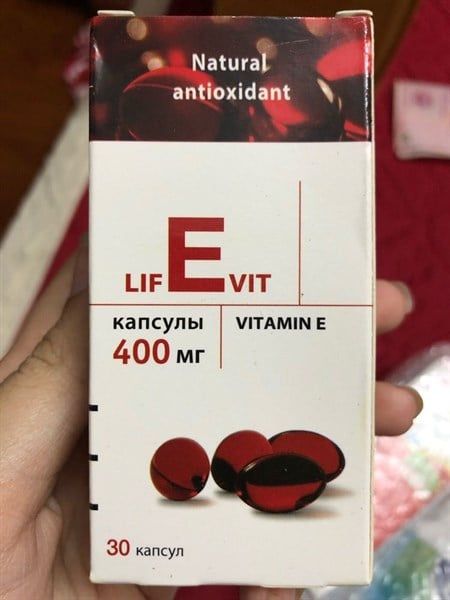 Natural
antioxidant
LIFEVIT
капсулы
400 мг
VITAMIN E
30 капсул